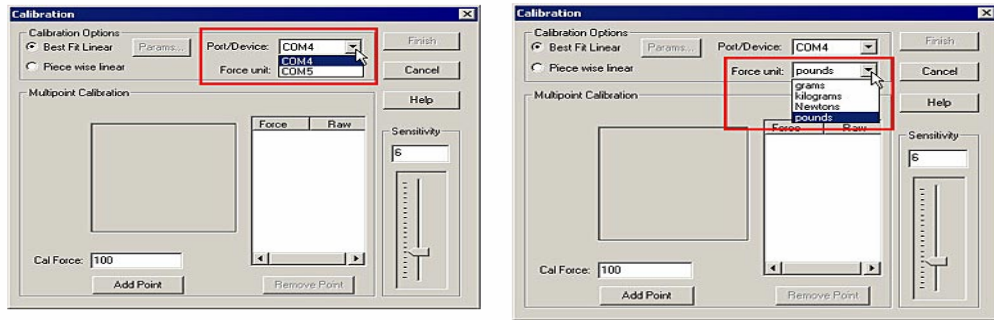 Calibration
Calibration Options
Best Fit Linear
Params...
Port/Device: COM4
Finish
COM4
COM5
Piece wise linear
Force unit:
Cancel
Multipoint Calibration
Help
Force Raw
Sensitivity
6
Cal Force: 100
Add Point
Remove Point
Calibration
Calibration Options
Best Fit Linear
Params...
Port/Device: COM4
Finish
Piece wise linear
Force unit: pounds
Cancel
grams
kilograms
Newtons
pounds
Multipoint Calibration
Help
Force Raw
Sensitivity
6
Cal Force: 100
Add Point
Remove Point